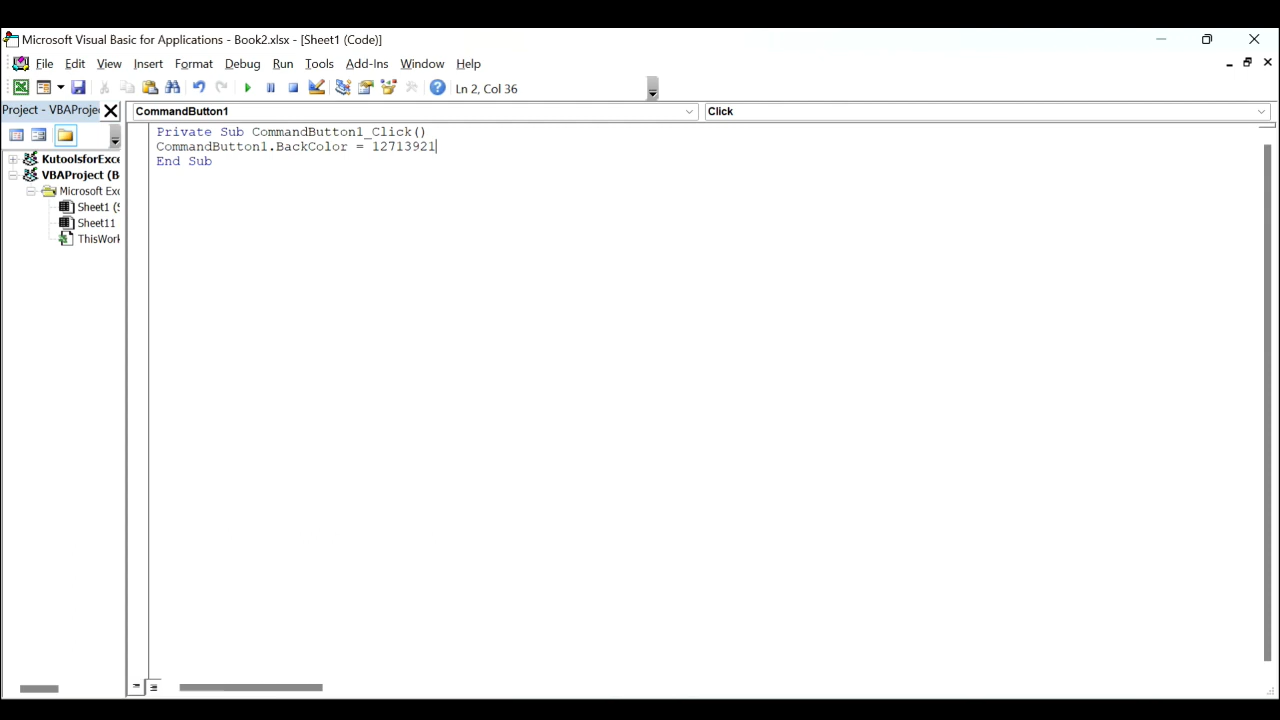 Microsoft Visual Basic for Applications - Book2.xlsx - [Sheet1 (Code)]
File Edit View Insert Format Debug Run Tools Add-Ins Window Help
Ln 2, Col 36
Project - VBAProje
CommandButton1
Click
Private Sub CommandButton1_Click()
CommandButton1.BackColor = 12713921
End Sub
KutoolsforExce
VBAProject (B
Microsoft Exc
Sheet1 (S
Sheet11
ThisWork